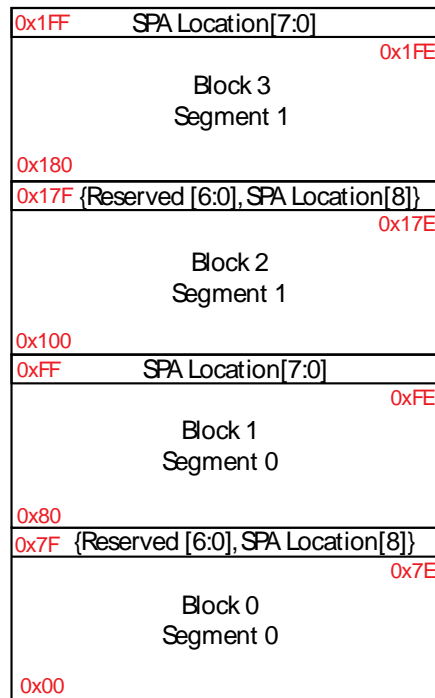 0x1FF SPA Location[7:0]
0x1FE
Block 3
Segment 1
0x180
0x17F {Reserved [6:0], SPA Location[8]}
0x17E
Block 2
Segment 1
0x100
0xFF SPA Location[7:0]
0xFE
Block 1
Segment 0
0x80
0x7F {Reserved [6:0], SPA Location[8]}
0x7E
Block 0
Segment 0
0x00